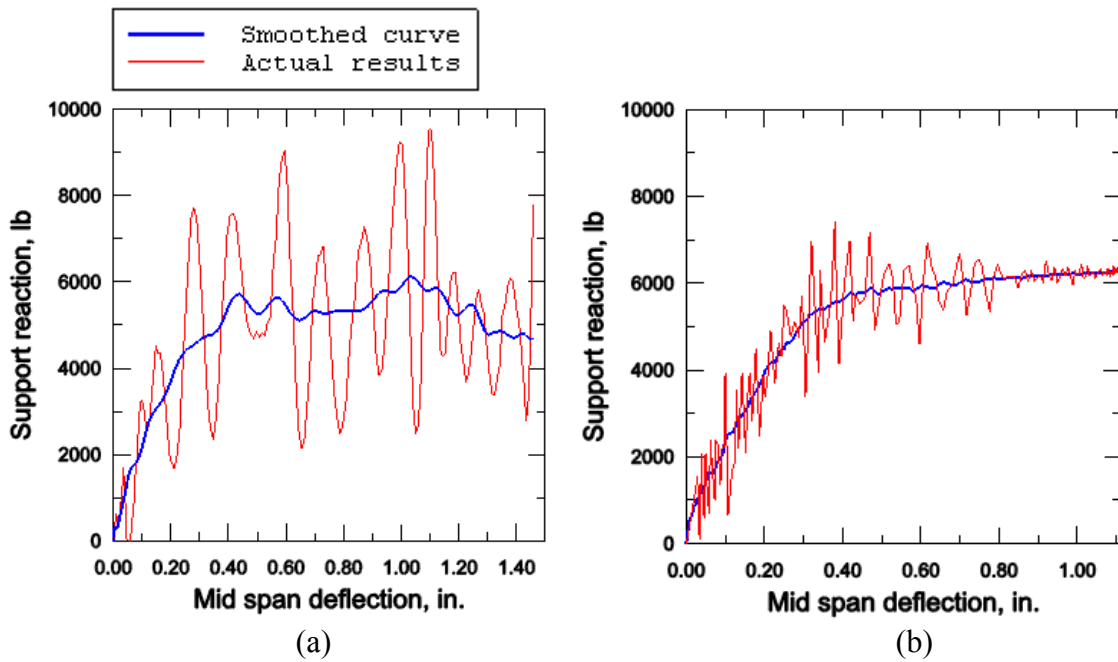 Smoothed curve
Actual results
10000
8000
6000
4000
2000
0
Support reaction, lb
0.00 0.20 0.40 0.60 0.80 1.00 1.20 1.40
Mid span deflection, in.
(a)
10000
8000
6000
4000
2000
0
Support reaction, lb
0.00 0.20 0.40 0.60 0.80 1.00
Mid span deflection, in.
(b)